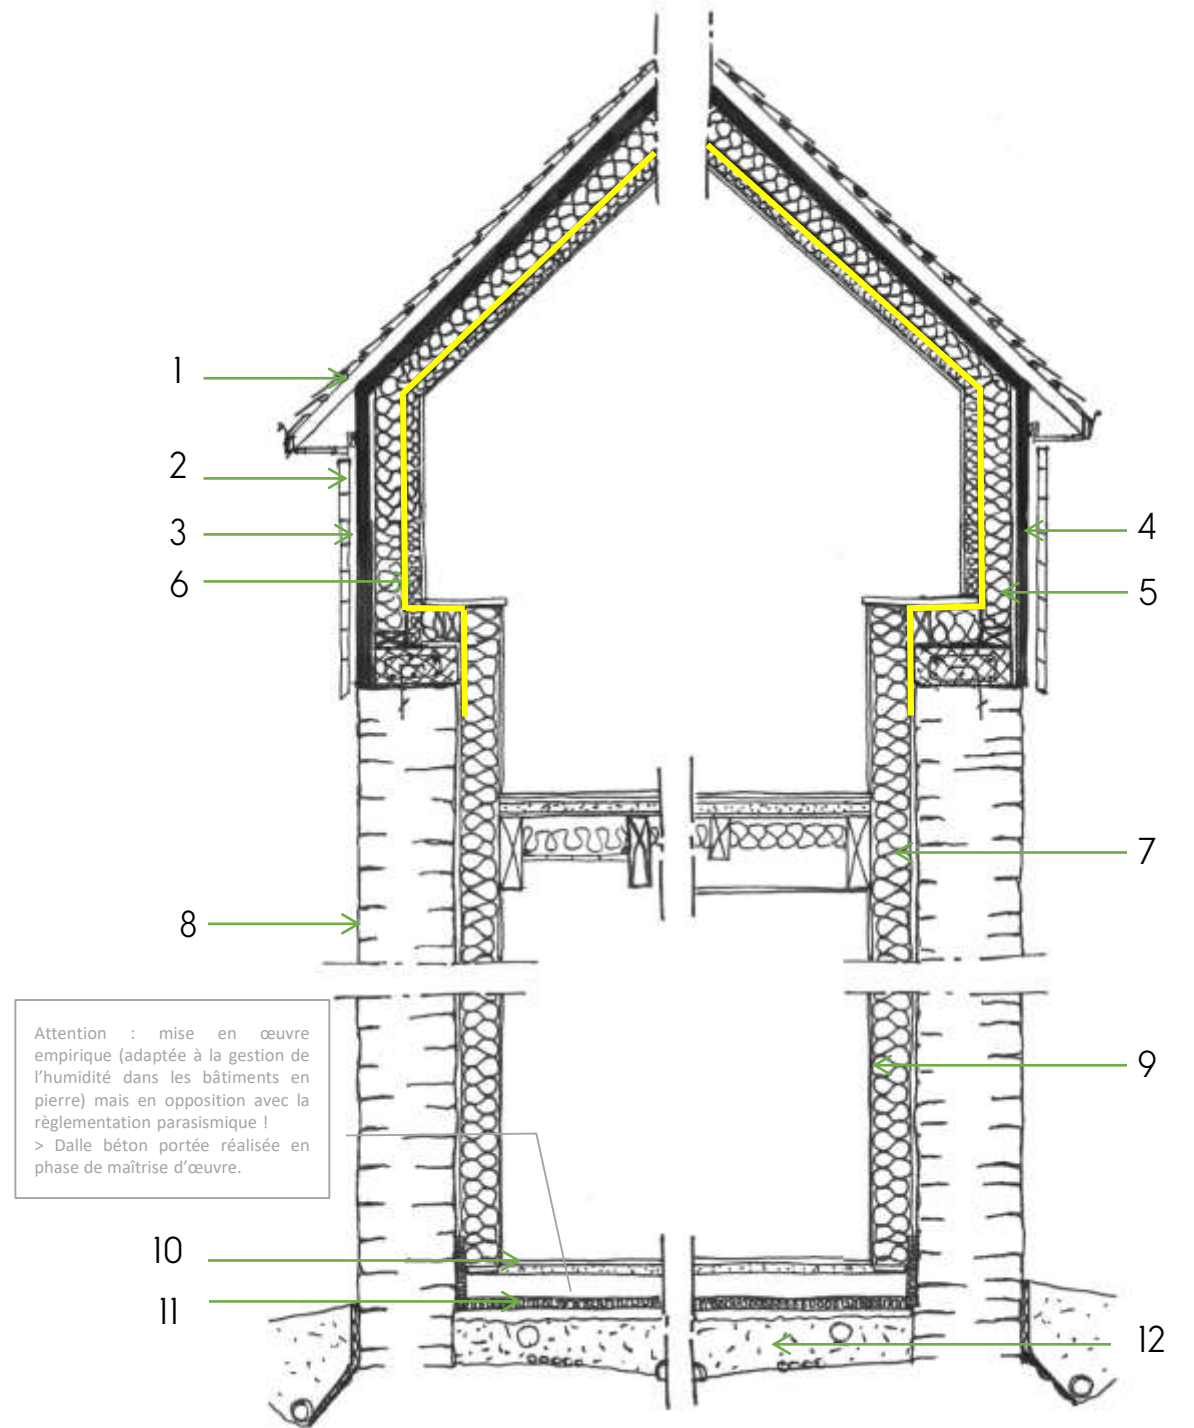 1
2
3
4
6
5
7
8
Attention : mise en œuvre
empirique (adaptée à la gestion de
l'humidité dans les bâtiments en
pierre) mais en opposition avec la
règlementation parasismique !
> Dalle béton portée réalisée en
phase de maîtrise d'œuvre.
9
10
11
12